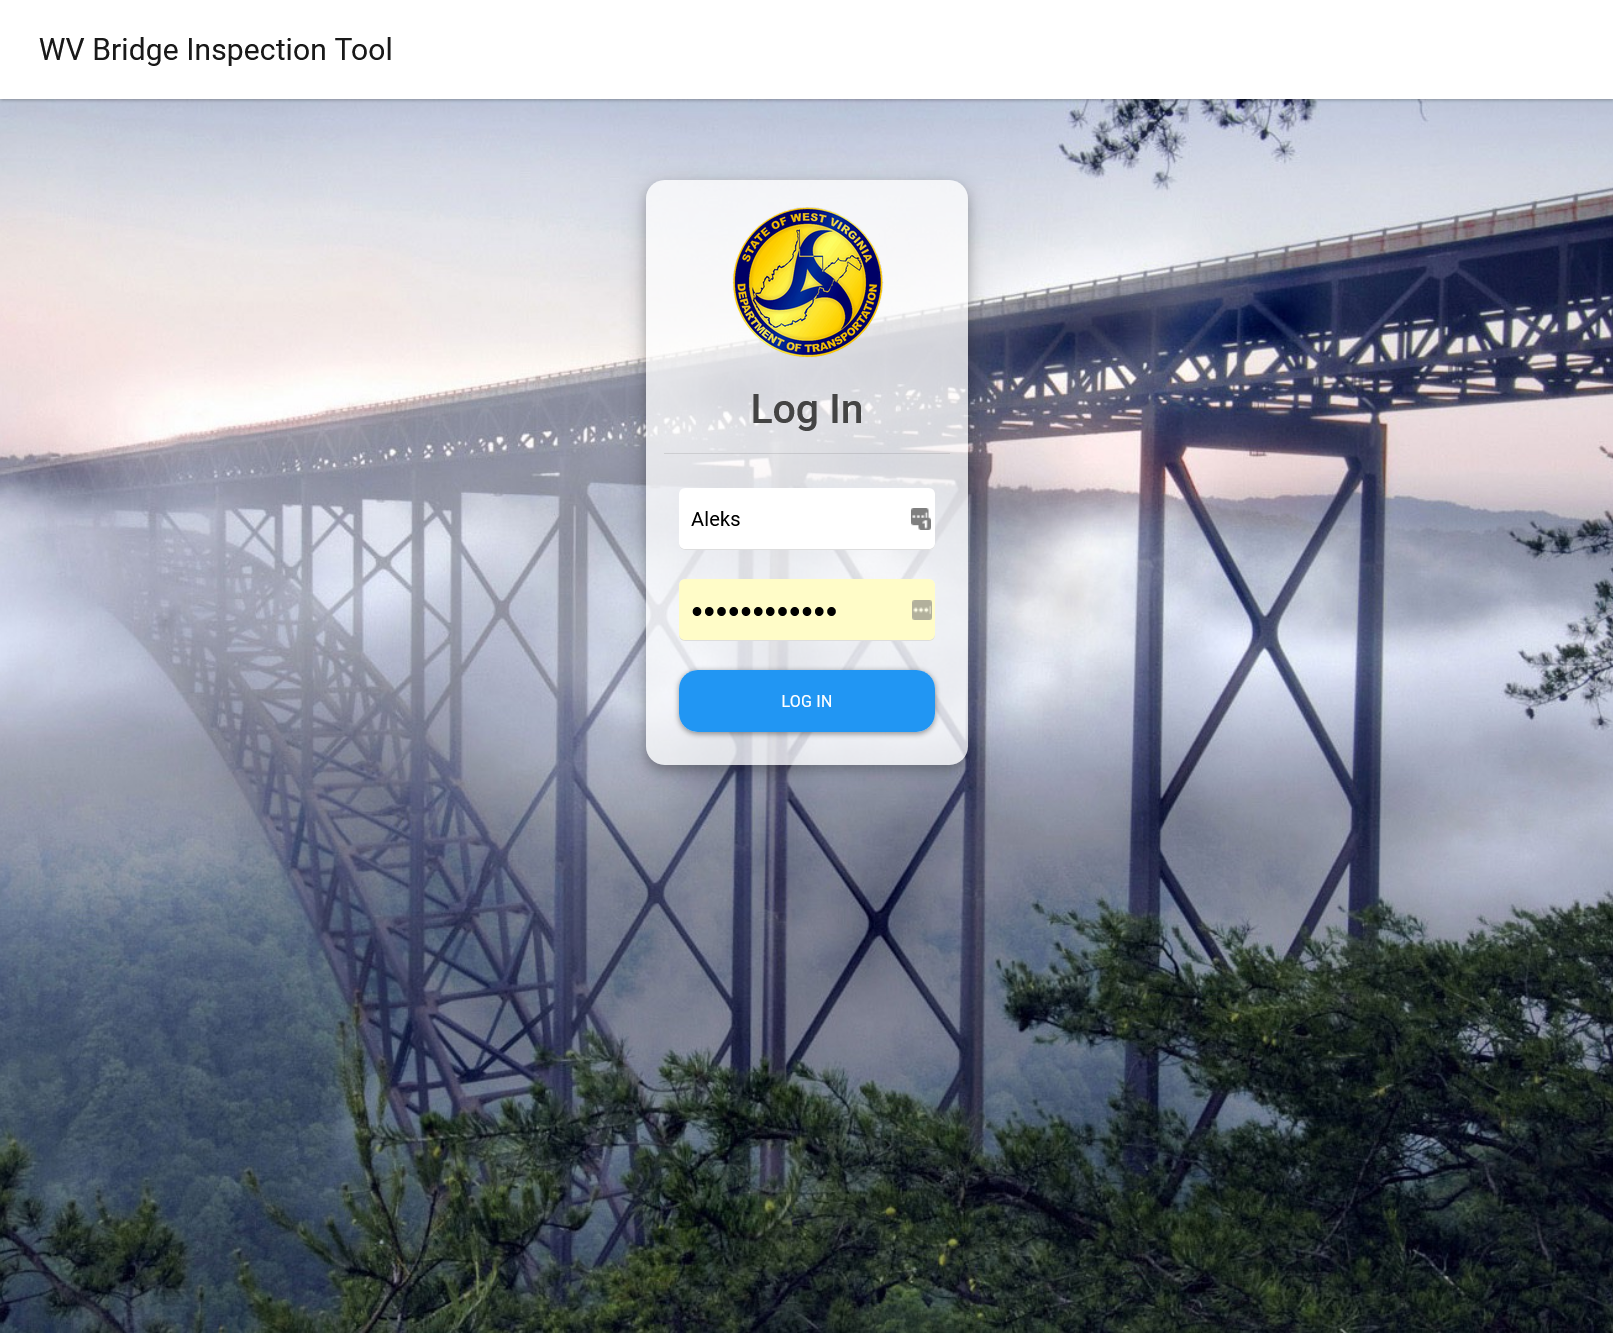 WV Bridge Inspection Tool
STATE OF WEST VIRGINIA
DEPARTMENT OF TRANSPORTATION
Log In
Aleks
●●●●●●●●●●●●
LOG IN